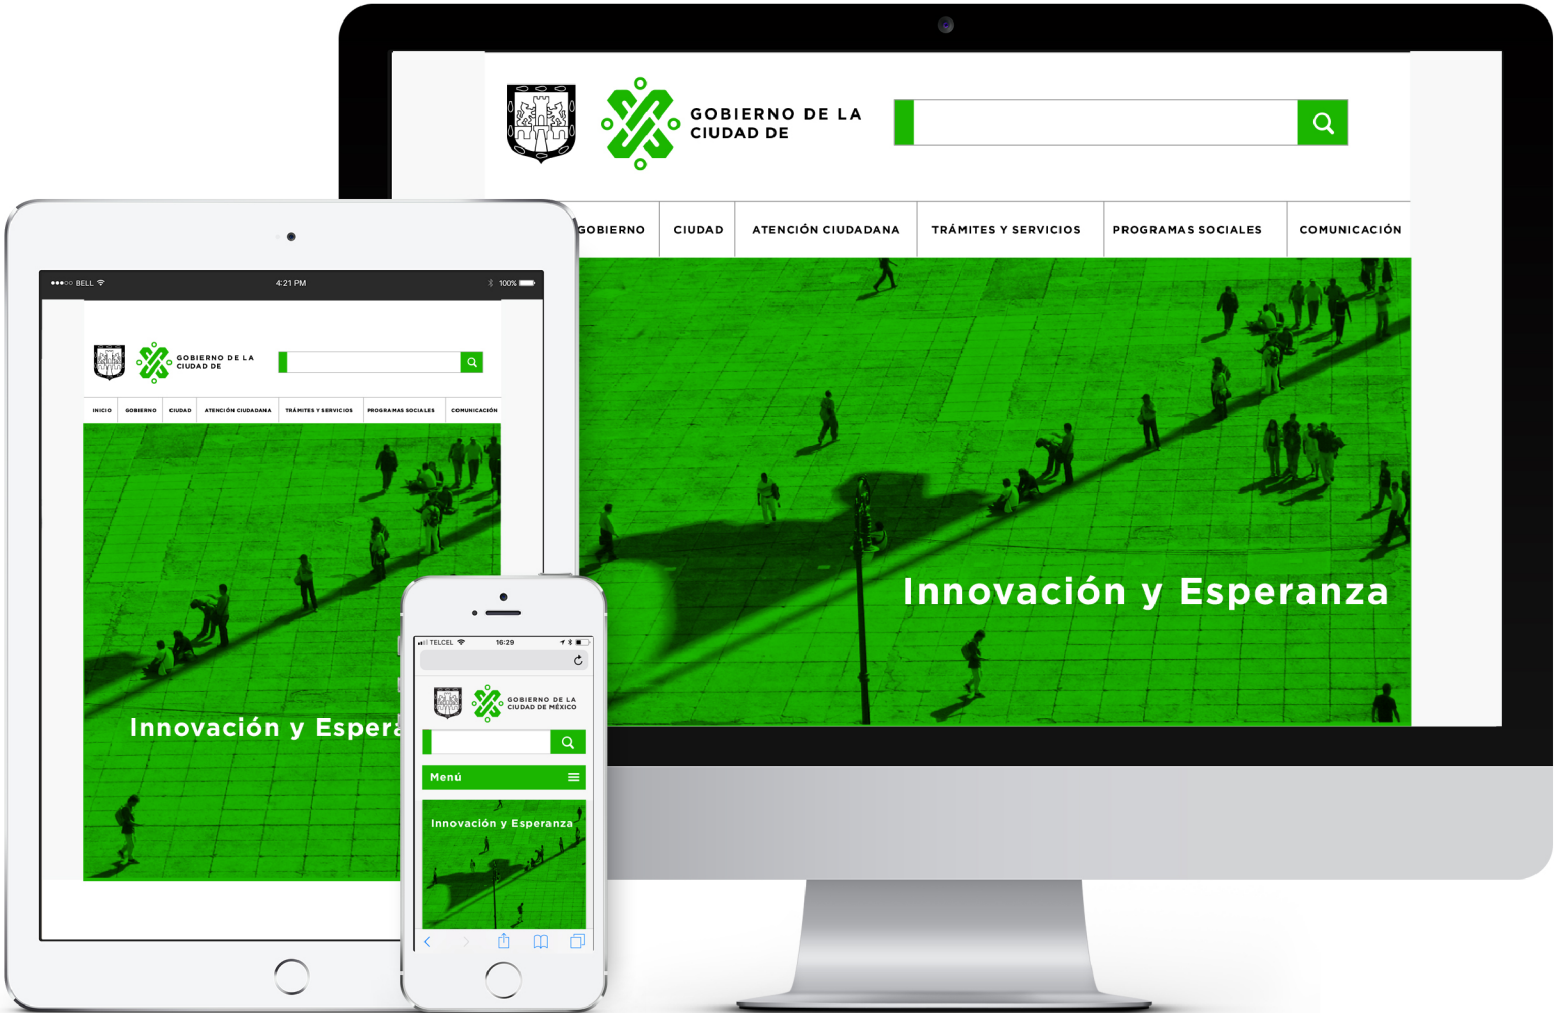 GOBIERNO DE LA
CIUDAD DE
GOBIERNO
CIUDAD
ATENCIÓN CIUDADANA
TRÁMITES Y SERVICIOS
PROGRAMAS SOCIALES
COMUNICACIÓN
Innovación y Esperanza
BELL
4:21 PM
100%
GOBIERNO DE LA
CIUDAD DE
INICIO
GOBIERNO
CIUDAD
ATENCIÓN CIUDADANA
TRÁMITES Y SERVICIOS
PROGRAMAS SOCIALES
COMUNICACIÓN
Innovación y Espera
TELCEL
16:29
GOBIERNO DE LA
CIUDAD DE MÉXICO
Menú
Innovación y Esperanza